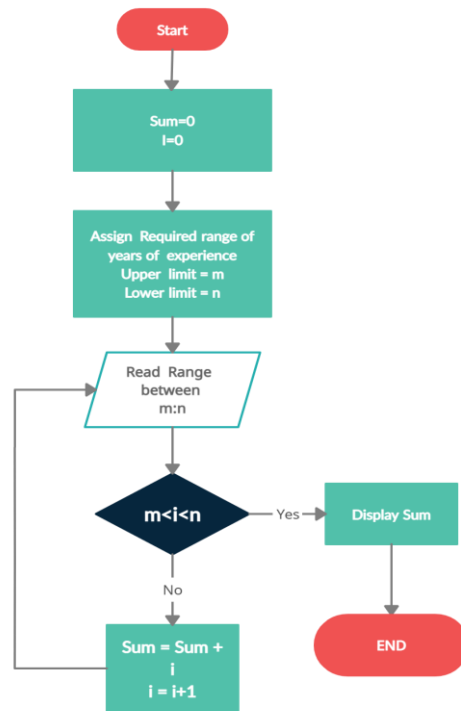 Start
Sum=0
I=0
Assign Required range of
years of experience
Upper limit = m
Lower limit = n
Read Range
between
m:n
m<i<n
Yes
Display Sum
No
END
Sum = Sum +
i
i = i+1